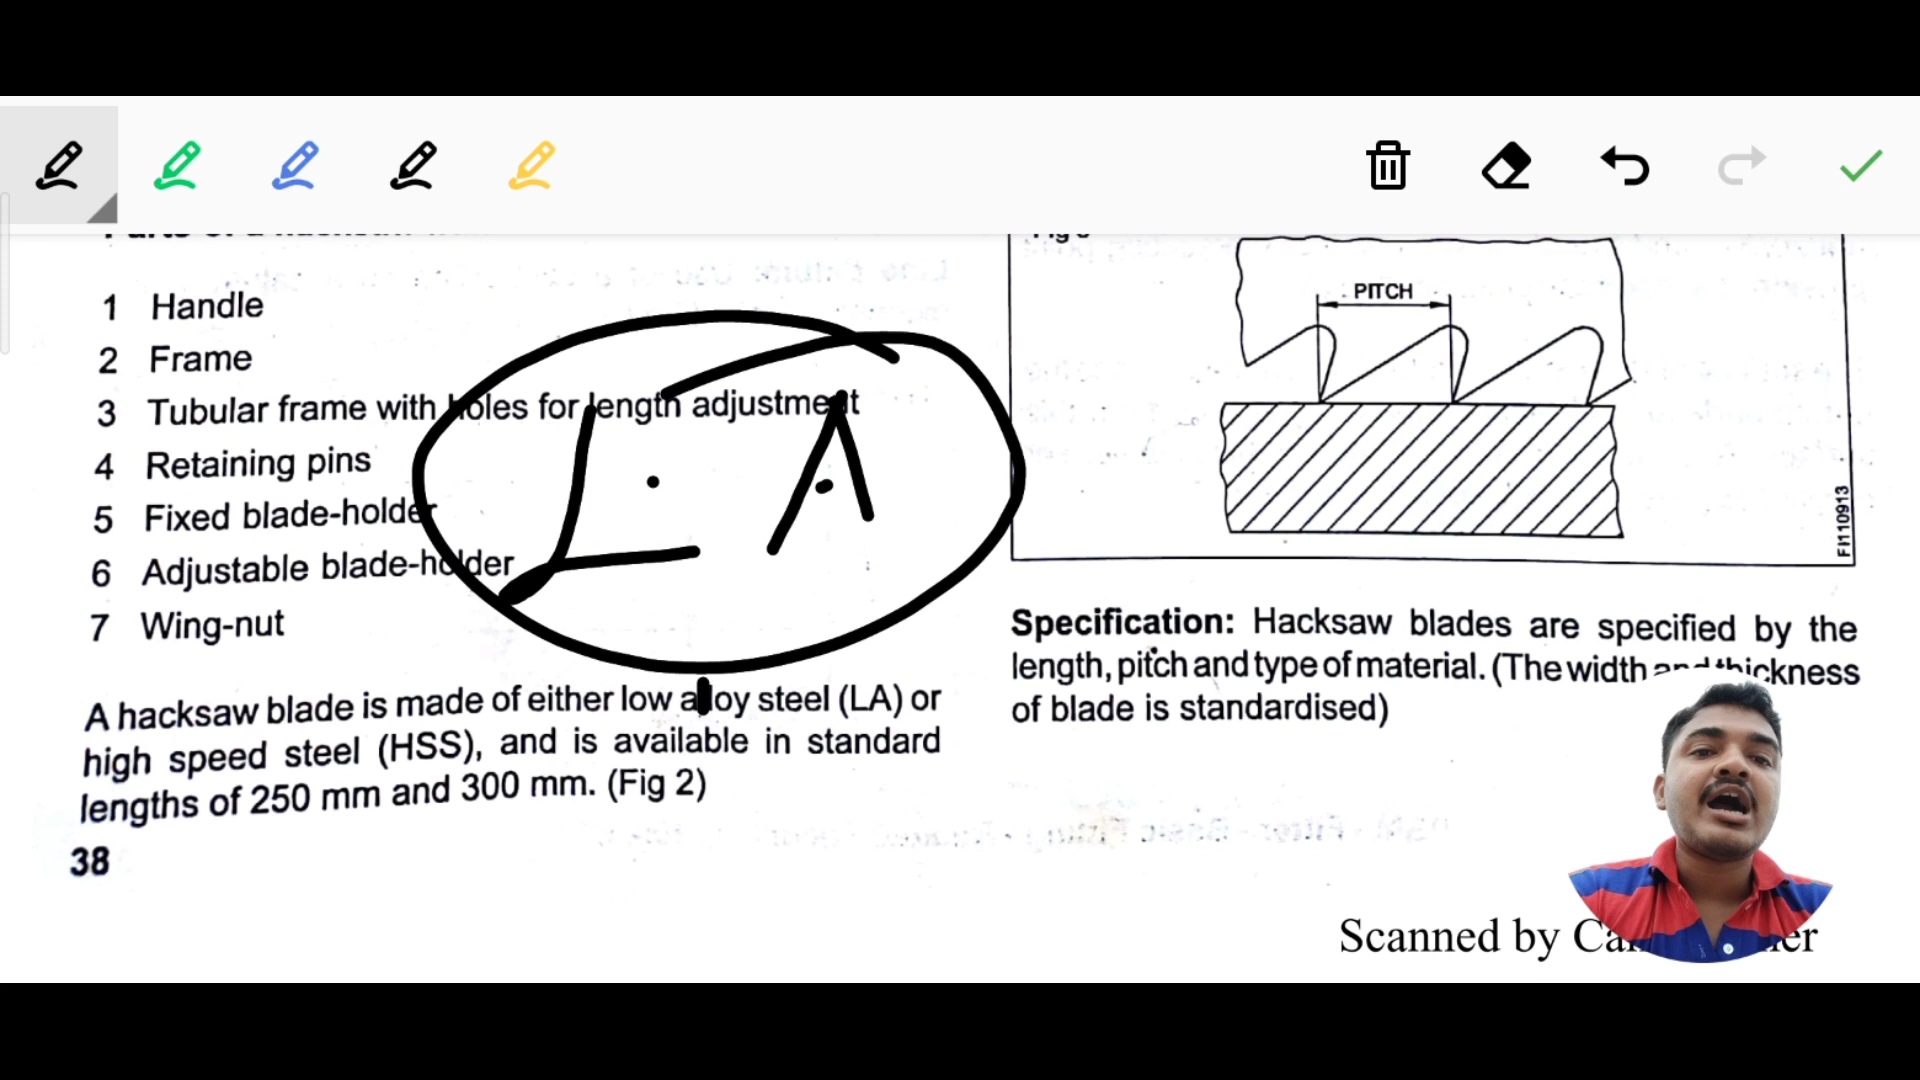 1 Handle
2 Frame
3 Tubular frame with holes for length adjustment
4 Retaining pins
5 Fixed blade-holder
6 Adjustable blade-holder
7 Wing-nut
L. A.
A hacksaw blade is made of either low alloy steel (LA) or
high speed steel (HSS), and is available in standard
lengths of 250 mm and 300 mm. (Fig 2)
38
PITCH
FI110913
Specification: Hacksaw blades are specified by the
length, pitch and type of material. (The width and thickness
of blade is standardised)
Scanned by